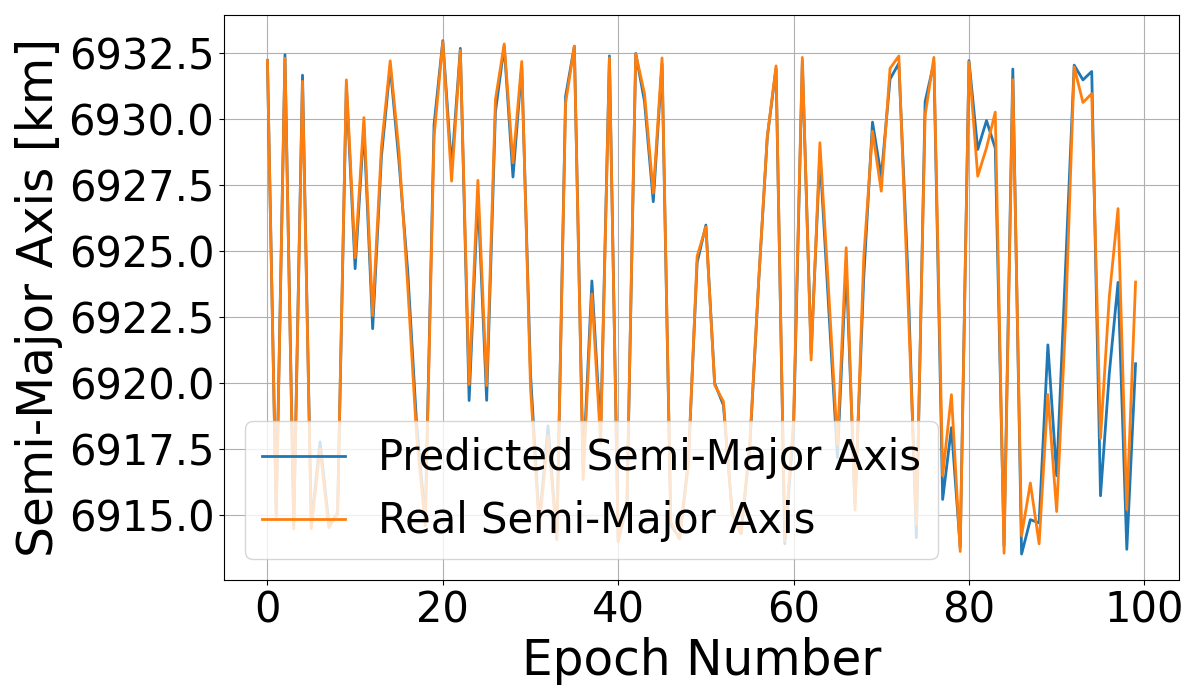 Semi-Major Axis [km]
6932.5
6930.0
6927.5
6925.0
6922.5
6920.0
6917.5
6915.0
Predicted Semi-Major Axis
Real Semi-Major Axis
0 20 40 60 80 100
Epoch Number